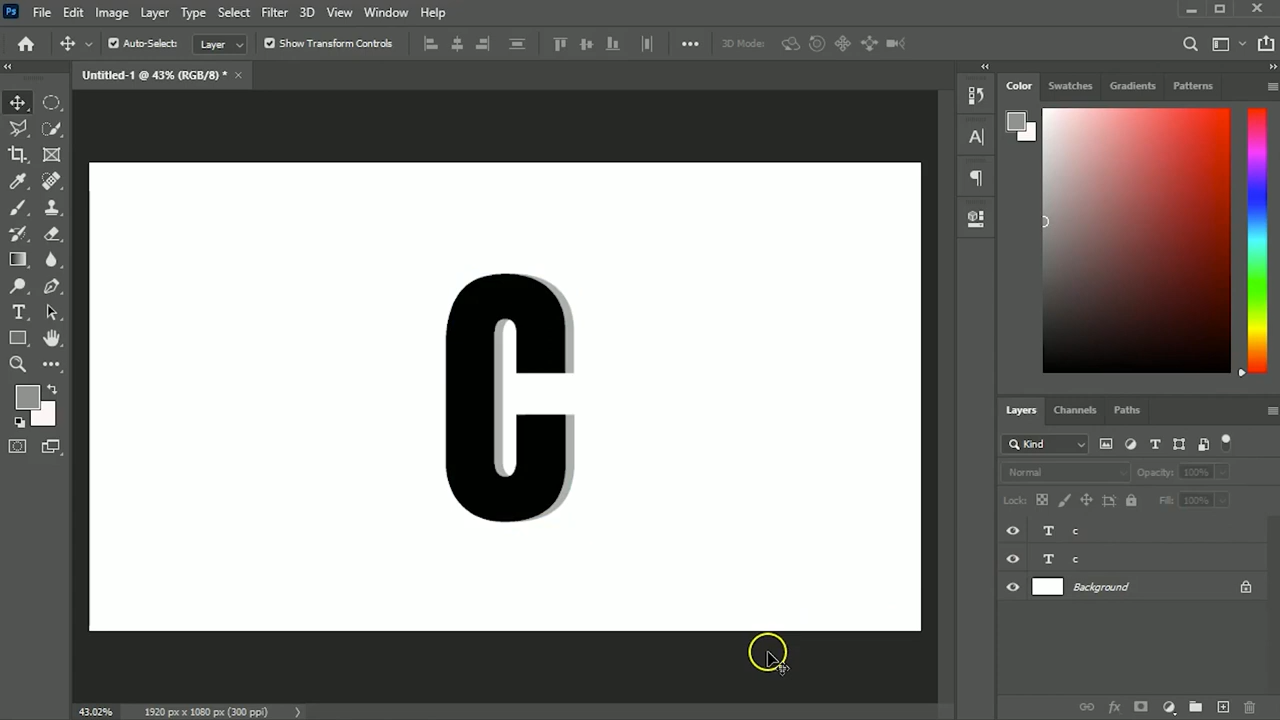 Ps File Edit Image Layer Type Select Filter 3D View Window Help
Auto-Select: Layer Show Transform Controls 3D Mode:
Untitled-1 @ 43% (RGB/8) *
Color Swatches Gradients Patterns
C
Layers Channels Paths
Kind
Normal Opacity: 100%
Lock: Fill: 100%
T c
T c
Background
43.02% 1920 px x 1080 px (300 ppi)
fx